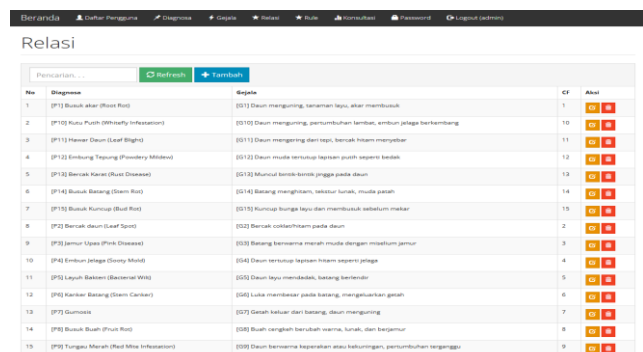 Beranda Daftar Pengguna Diagnosa Gejala Relasi Rule Konsultasi Password Logout (admin)
Relasi
Pencarian. . . Refresh Tambah
No Diagnosa Gejala CF Aksi
1 [P1] Busuk akar (Root Rot) [G1] Daun menguning, tanaman layu, akar membusuk 1
2 [P10] Kutu Putih (Whitefly Infestation) [G10] Daun menguning, pertumbuhan lambat, embun jelaga berkembang 10
3 [P11] Hawar Daun (Leaf Blight) [G11] Daun mengering dari tepi, bercak hitam menyebar 11
4 [P12] Embung Tepung (Powdery Mildew) [G12] Daun muda tertutup lapisan putih seperti bedak 12
5 [P13] Bercak Karet (Rust Disease) [G13] Muncul bintik-bintik jingga pada daun 13
6 [P14] Busuk Batang (Stem Rot) [G14] Batang menghitam, tekstur lunak, muda patah 14
7 [P15] Busuk Kuncup (Bud Rot) [G15] Kuncup bunga layu dan membusuk sebelum mekar 15
8 [P2] Bercak daun (Leaf Spot) [G2] Bercak coklat/hitam pada daun 2
9 [P3] Jamur Upas (Pink Disease) [G3] Batang berwarna merah muda dengan miselium jamur 3
10 [P4] Embun Jelaga (Sooty Mold) [G4] Daun tertutup lapisan hitam seperti jelaga 4
11 [P5] Layuh Bakteri (Bacterial Wilt) [G5] Daun layu mendadak, batang berlendir 5
12 [P6] Kanker Batang (Stem Canker) [G6] Luka membesar pada batang, mengeluarkan getah 6
13 [P7] Gumosis [G7] Getah keluar dari batang, daun menguning 7
14 [P8] Busuk Buah (Fruit Rot) [G8] Buah cengkeh berubah warna, lunak, dan berjamur 8
15 [P9] Tungau Merah (Red Mite Infestation) [G9] Daun berwarna keperakan atau kekuningan, pertumbuhan terganggu 9